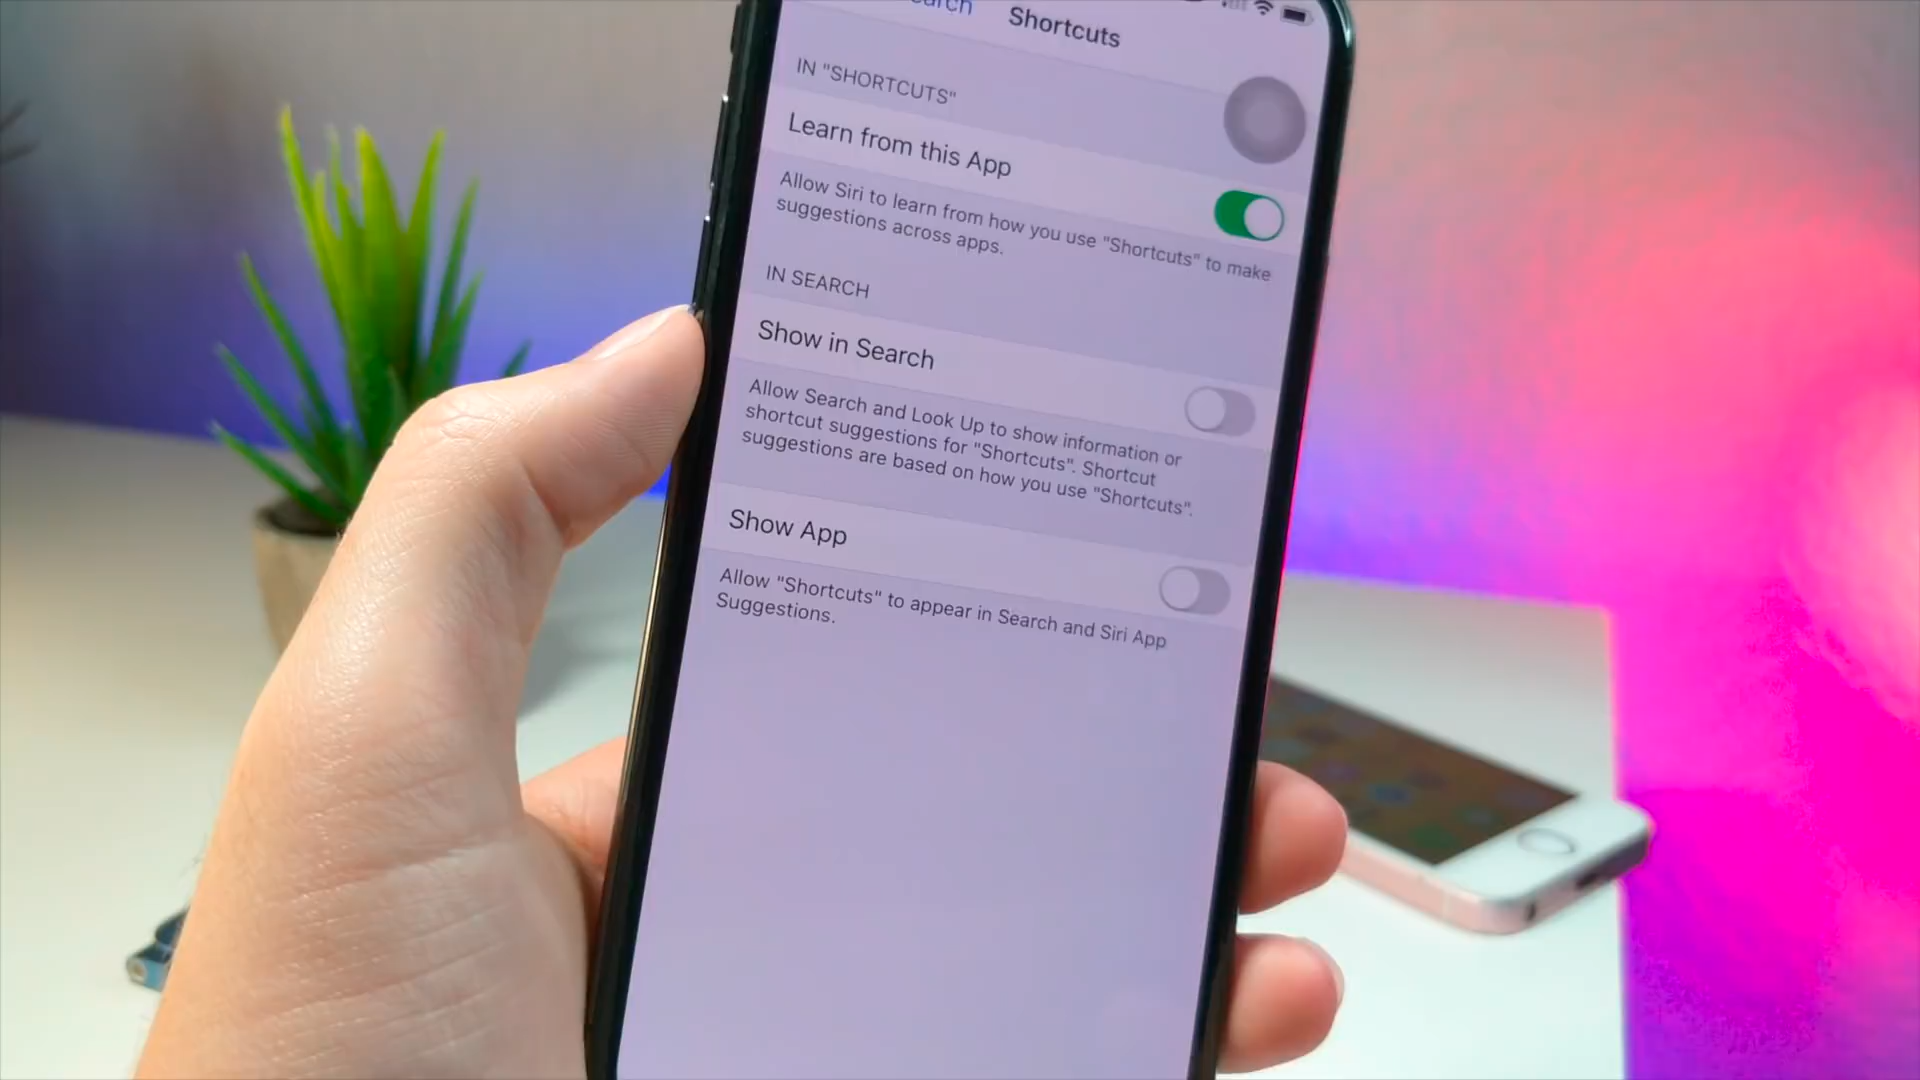 Shortcuts
IN "SHORTCUTS"
Learn from this App
Allow Siri to learn from how you use "Shortcuts" to make
suggestions across apps.
IN SEARCH
Show in Search
Allow Search and Look Up to show information or
shortcut suggestions for "Shortcuts". Shortcut
suggestions are based on how you use "Shortcuts".
Show App
Allow "Shortcuts" to appear in Search and Siri App
Suggestions.